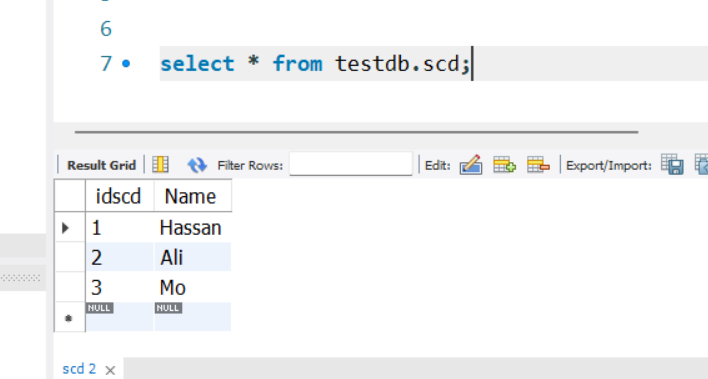 6
7 select * from testdb.scd;
Result Grid Filter Rows: Edit: Export/Import:
idscd Name
1 Hassan
2 Ali
3 Mo
NULL NULL
scd 2